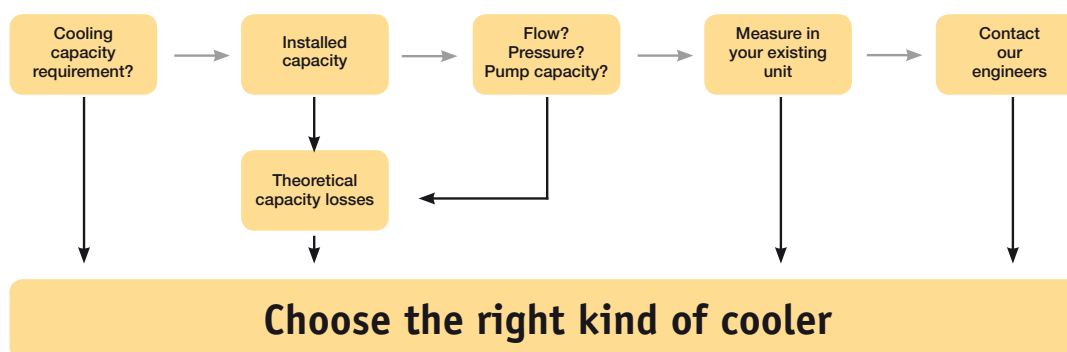 Cooling
capacity
requirement?
Installed
capacity
Flow?
Pressure?
Pump capacity?
Measure in
your existing
unit
Contact
our
engineers
Theoretical
capacity losses
Choose the right kind of cooler